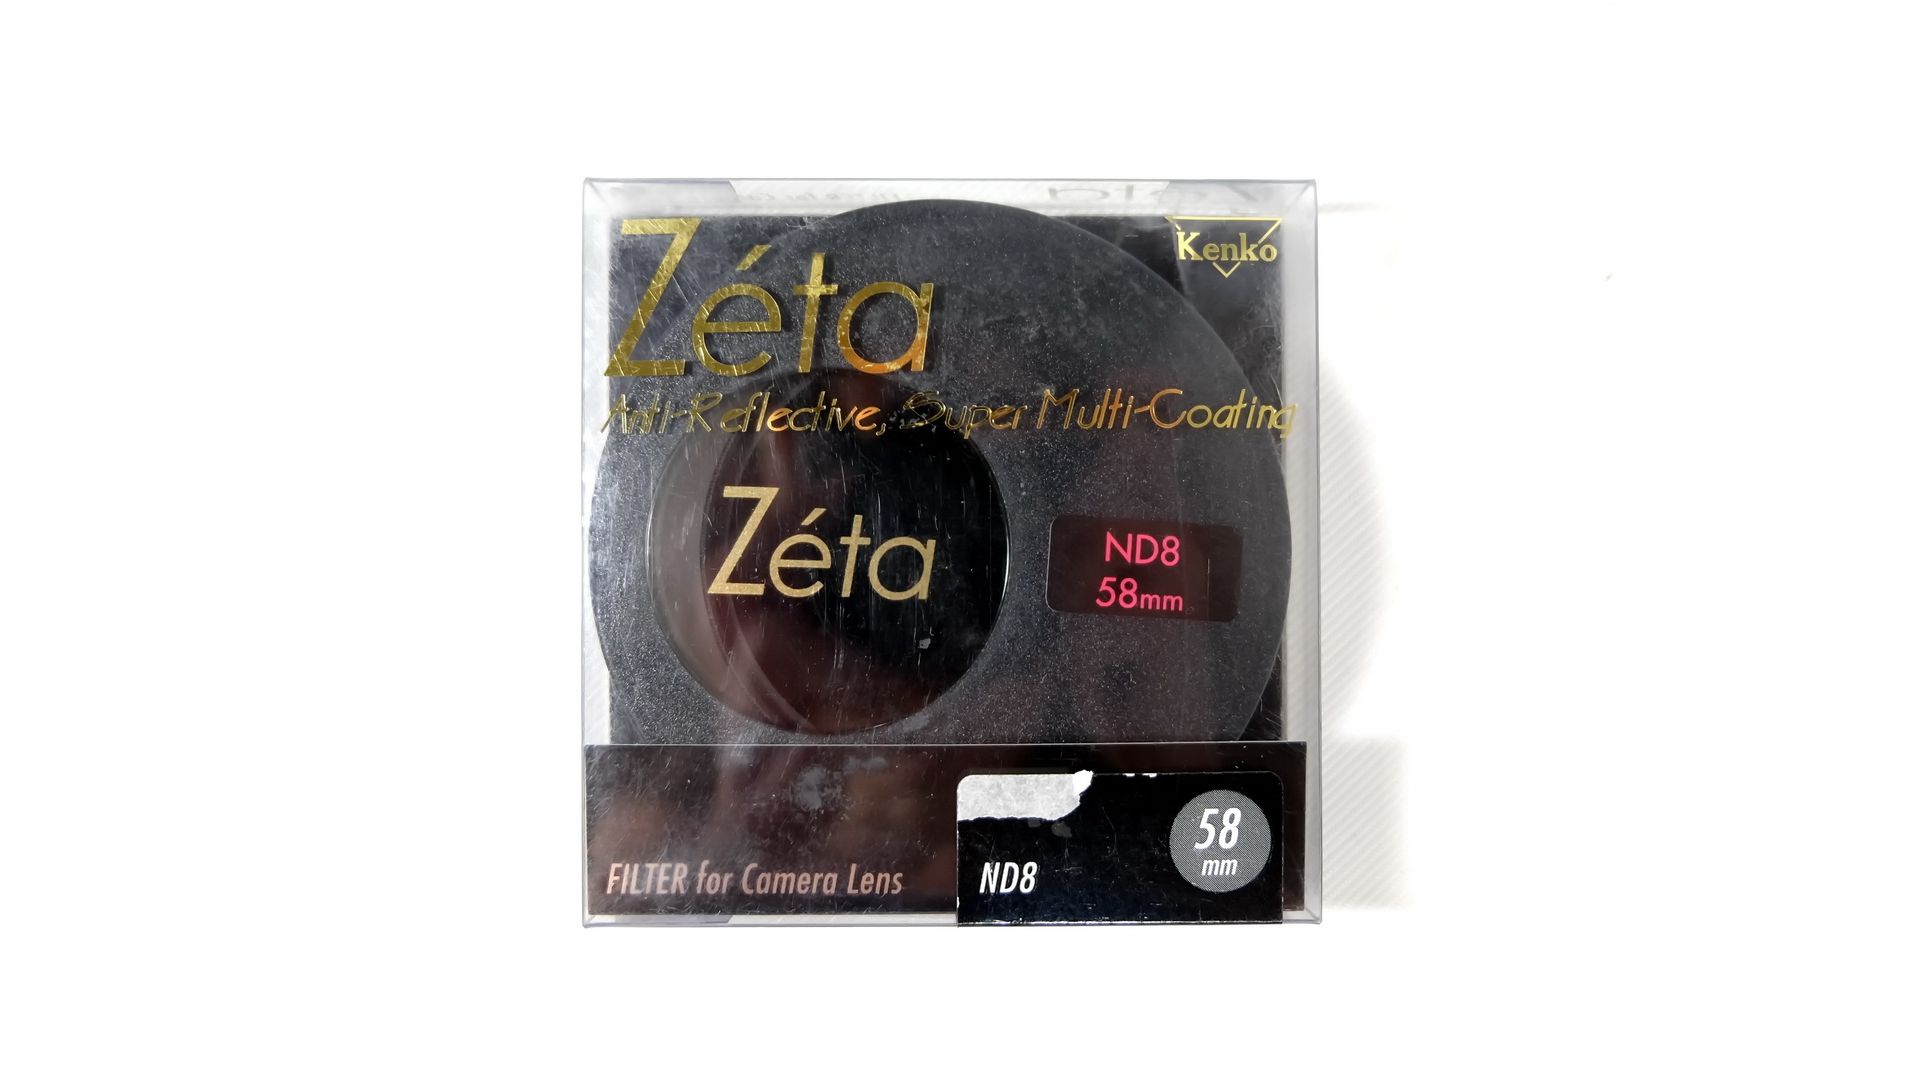 Zéta
Kenko
Anti-Reflective, Super Multi-Coating
Zéta
ND8
58mm
FILTER for Camera Lens
ND8
58
mm